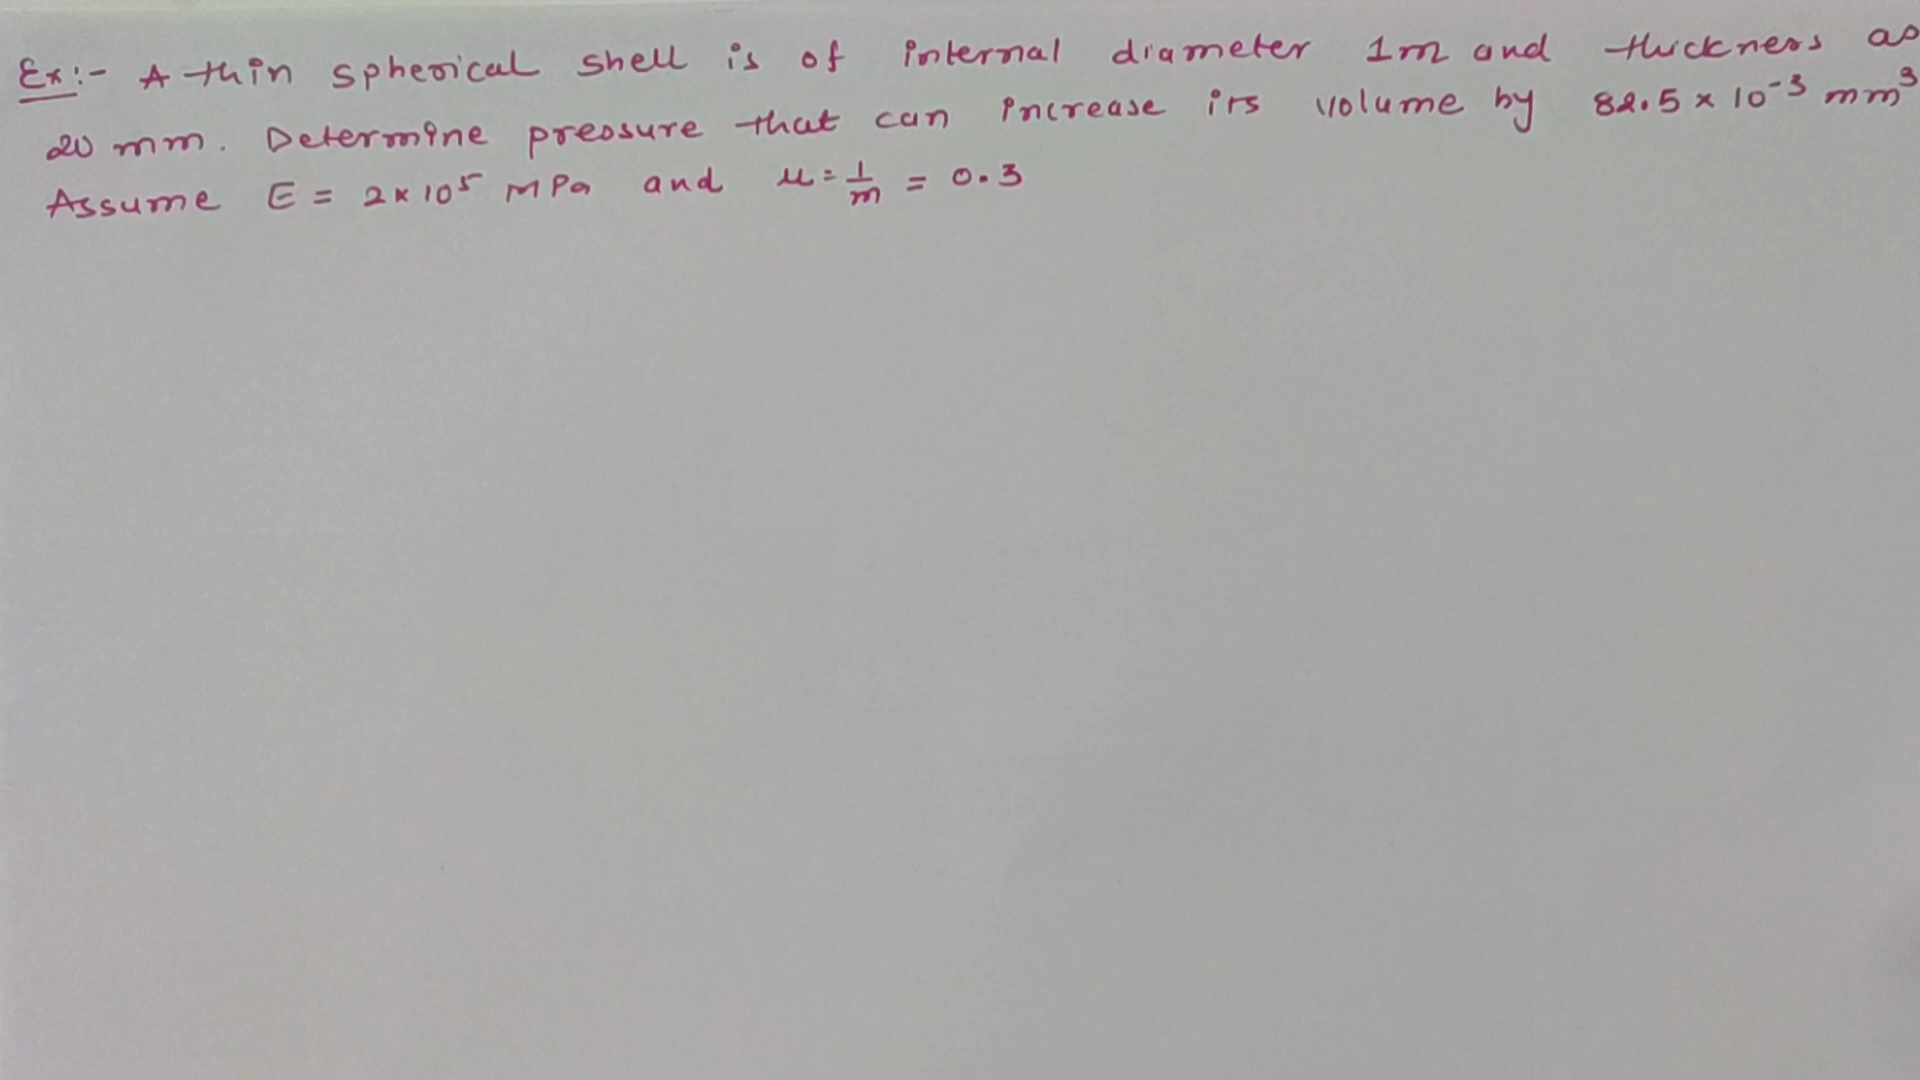 Ex:- A thin spherical shell is of internal diameter 1m and thickness as
20 mm. Determine pressure that can increase its volume by 82.5 x 10⁻³ mm³
Assume E = 2 x 10⁵ MPa and μ = 1/m = 0.3